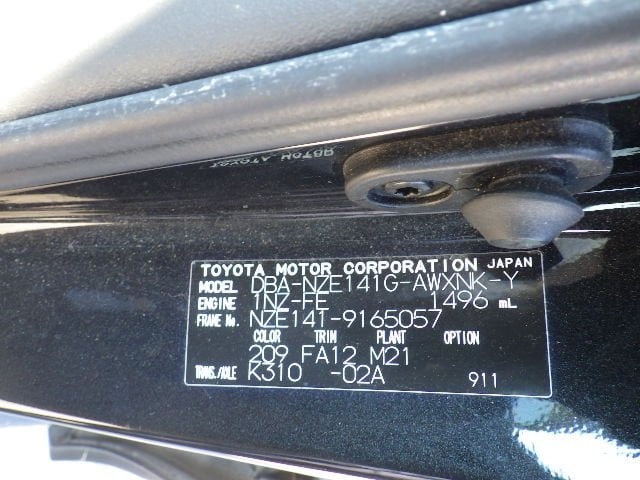 TOYOTA MOTOR CORPORATION JAPAN
MODEL DBA-NZE141G-AWXNK-Y
ENGINE 1NZ-FE 1496 mL
FRAME No. NZE141-9165057
COLOR TRIM PLANT OPTION
209 FA12 M21
TRANS./AXLE K310 -02A 911